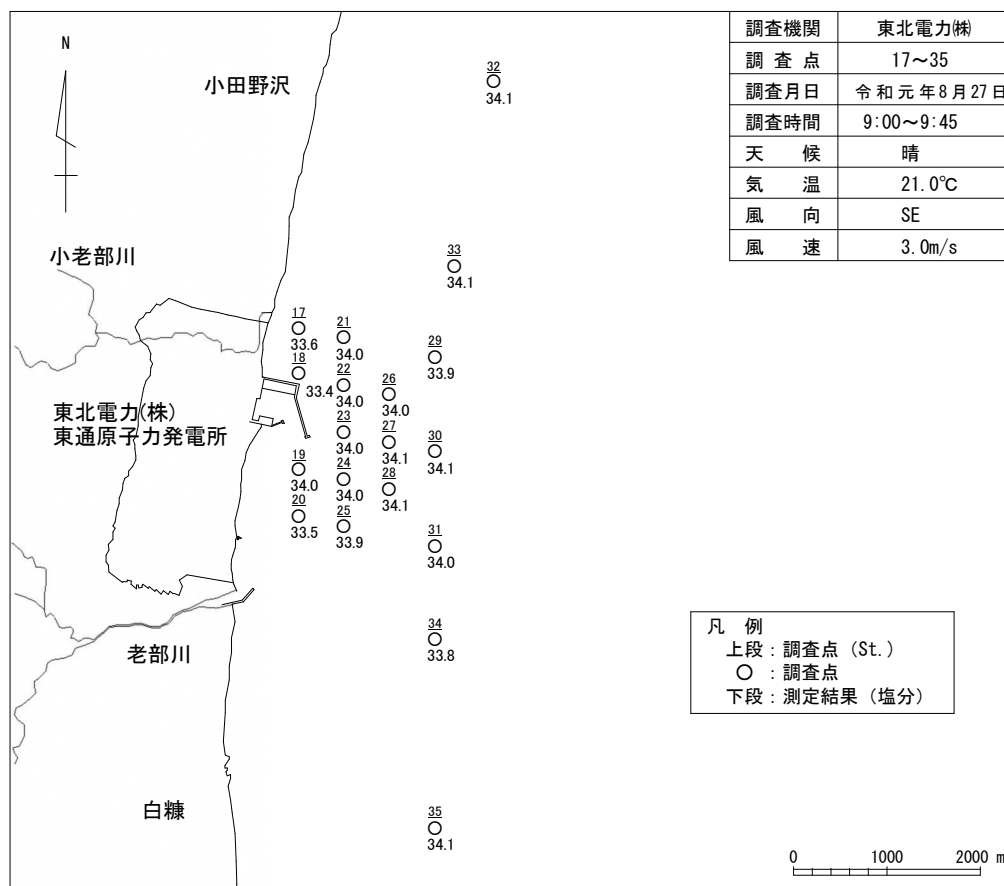 調査機関 東北電力㈱
調査点 17～35
調査月日 令和元年8月27日
調査時間 9:00～9:45
天候 晴
気温 21.0℃
風向 SE
風速 3.0m/s
N
小田野沢
32
34.1
小老部川
33
34.1
17
33.6
21
34.0
29
33.9
18
33.4
22
34.0
26
34.0
東北電力(株)
東通原子力発電所
23
34.0
27
34.1
30
34.1
19
34.0
24
34.0
28
34.1
20
33.5
25
33.9
31
34.0
34
33.8
老部川
凡 例
上段：調査点（St.）
○：調査点
下段：測定結果（塩分）
白糠
35
34.1
0 1000 2000 m